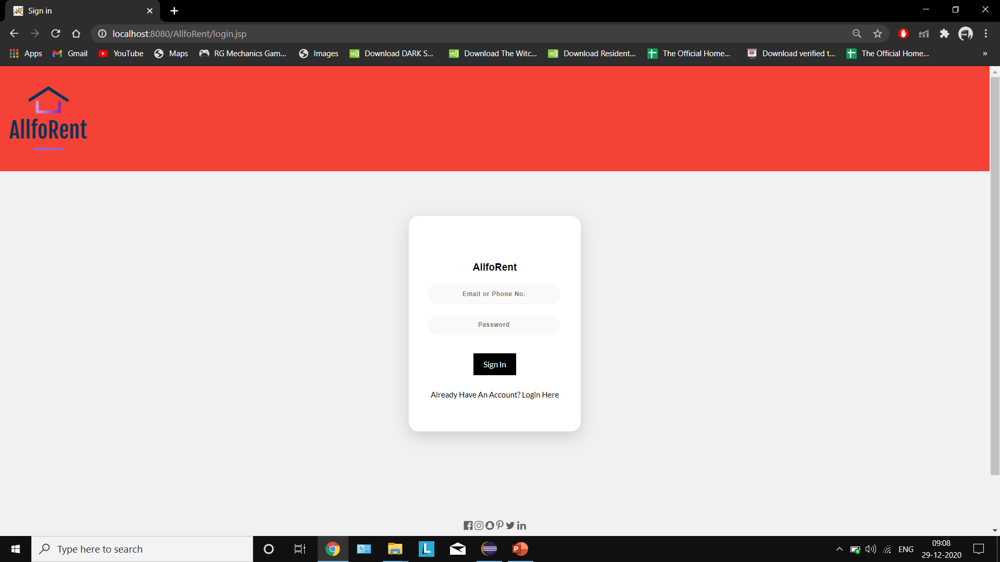 Sign in
localhost:8080/AllfoRent/login.jsp
Apps Gmail YouTube Maps RG Mechanics Gam... Images Download DARK S... Download The Witc... Download Resident... The Official Home... Download verified t... The Official Home... »
AllfoRent
AllfoRent
Email or Phone No.
Password
Sign In
Already Have An Account? Login Here
Type here to search
ENG
09:08
29-12-2020